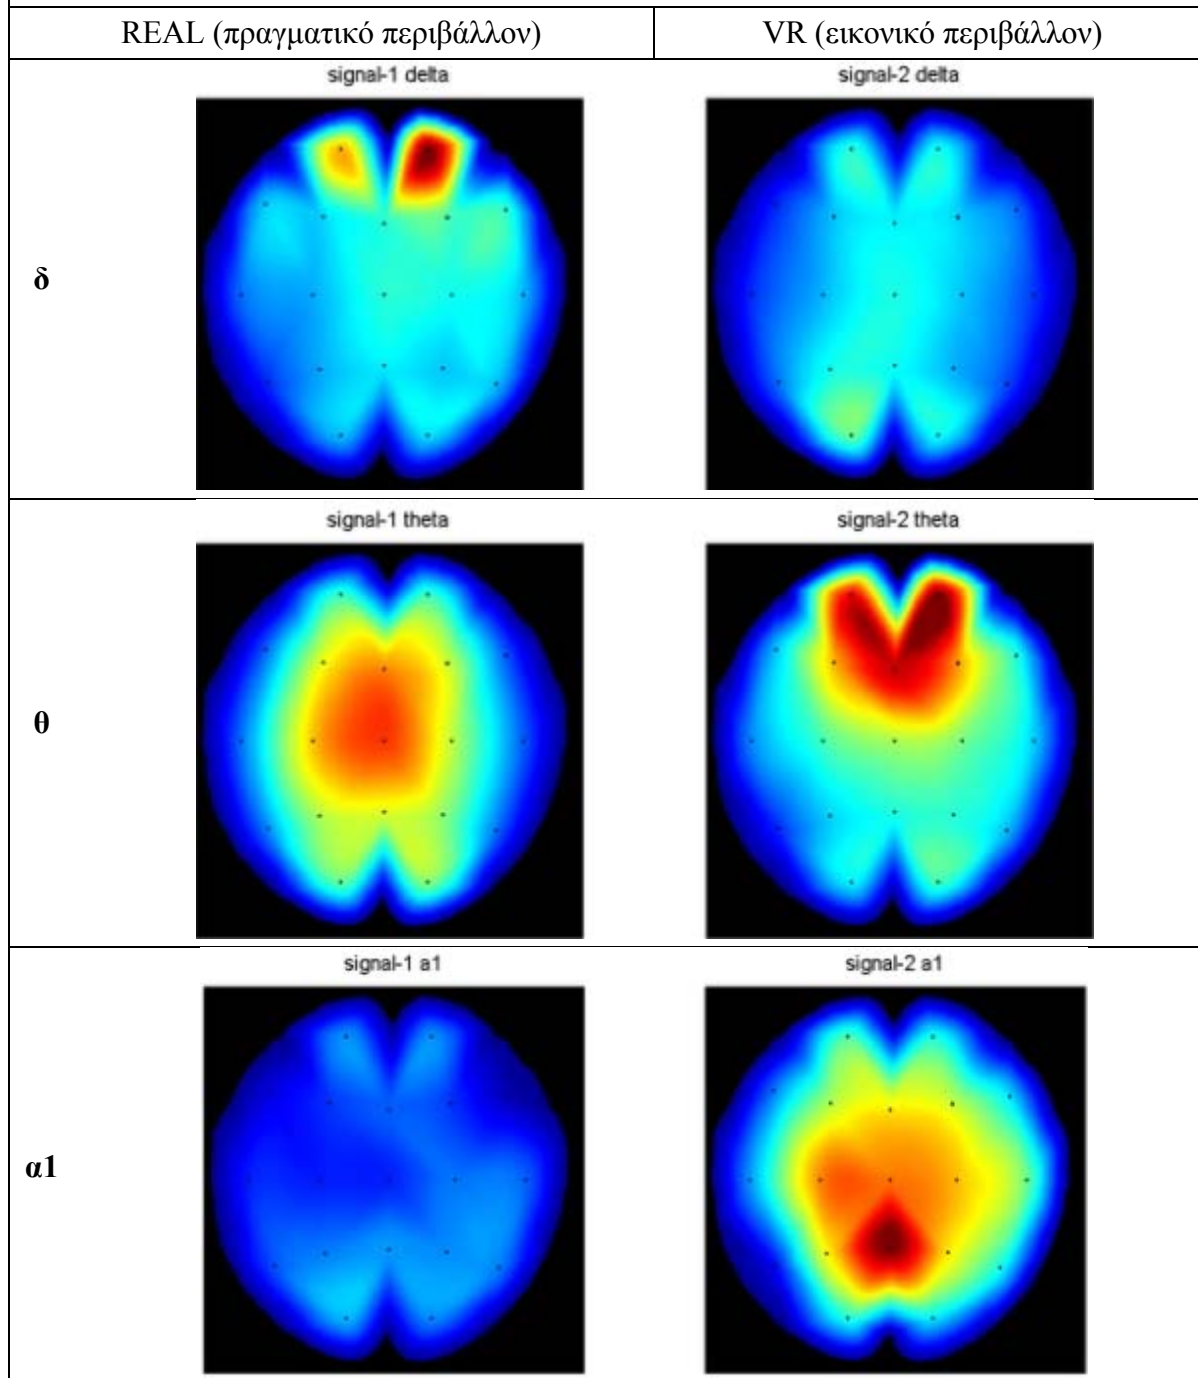 REAL (πραγματικό περιβάλλον) VR (εικονικό περιβάλλον)
signal-1 delta signal-2 delta
δ
signal-1 theta signal-2 theta
θ
signal-1 a1 signal-2 a1
α1